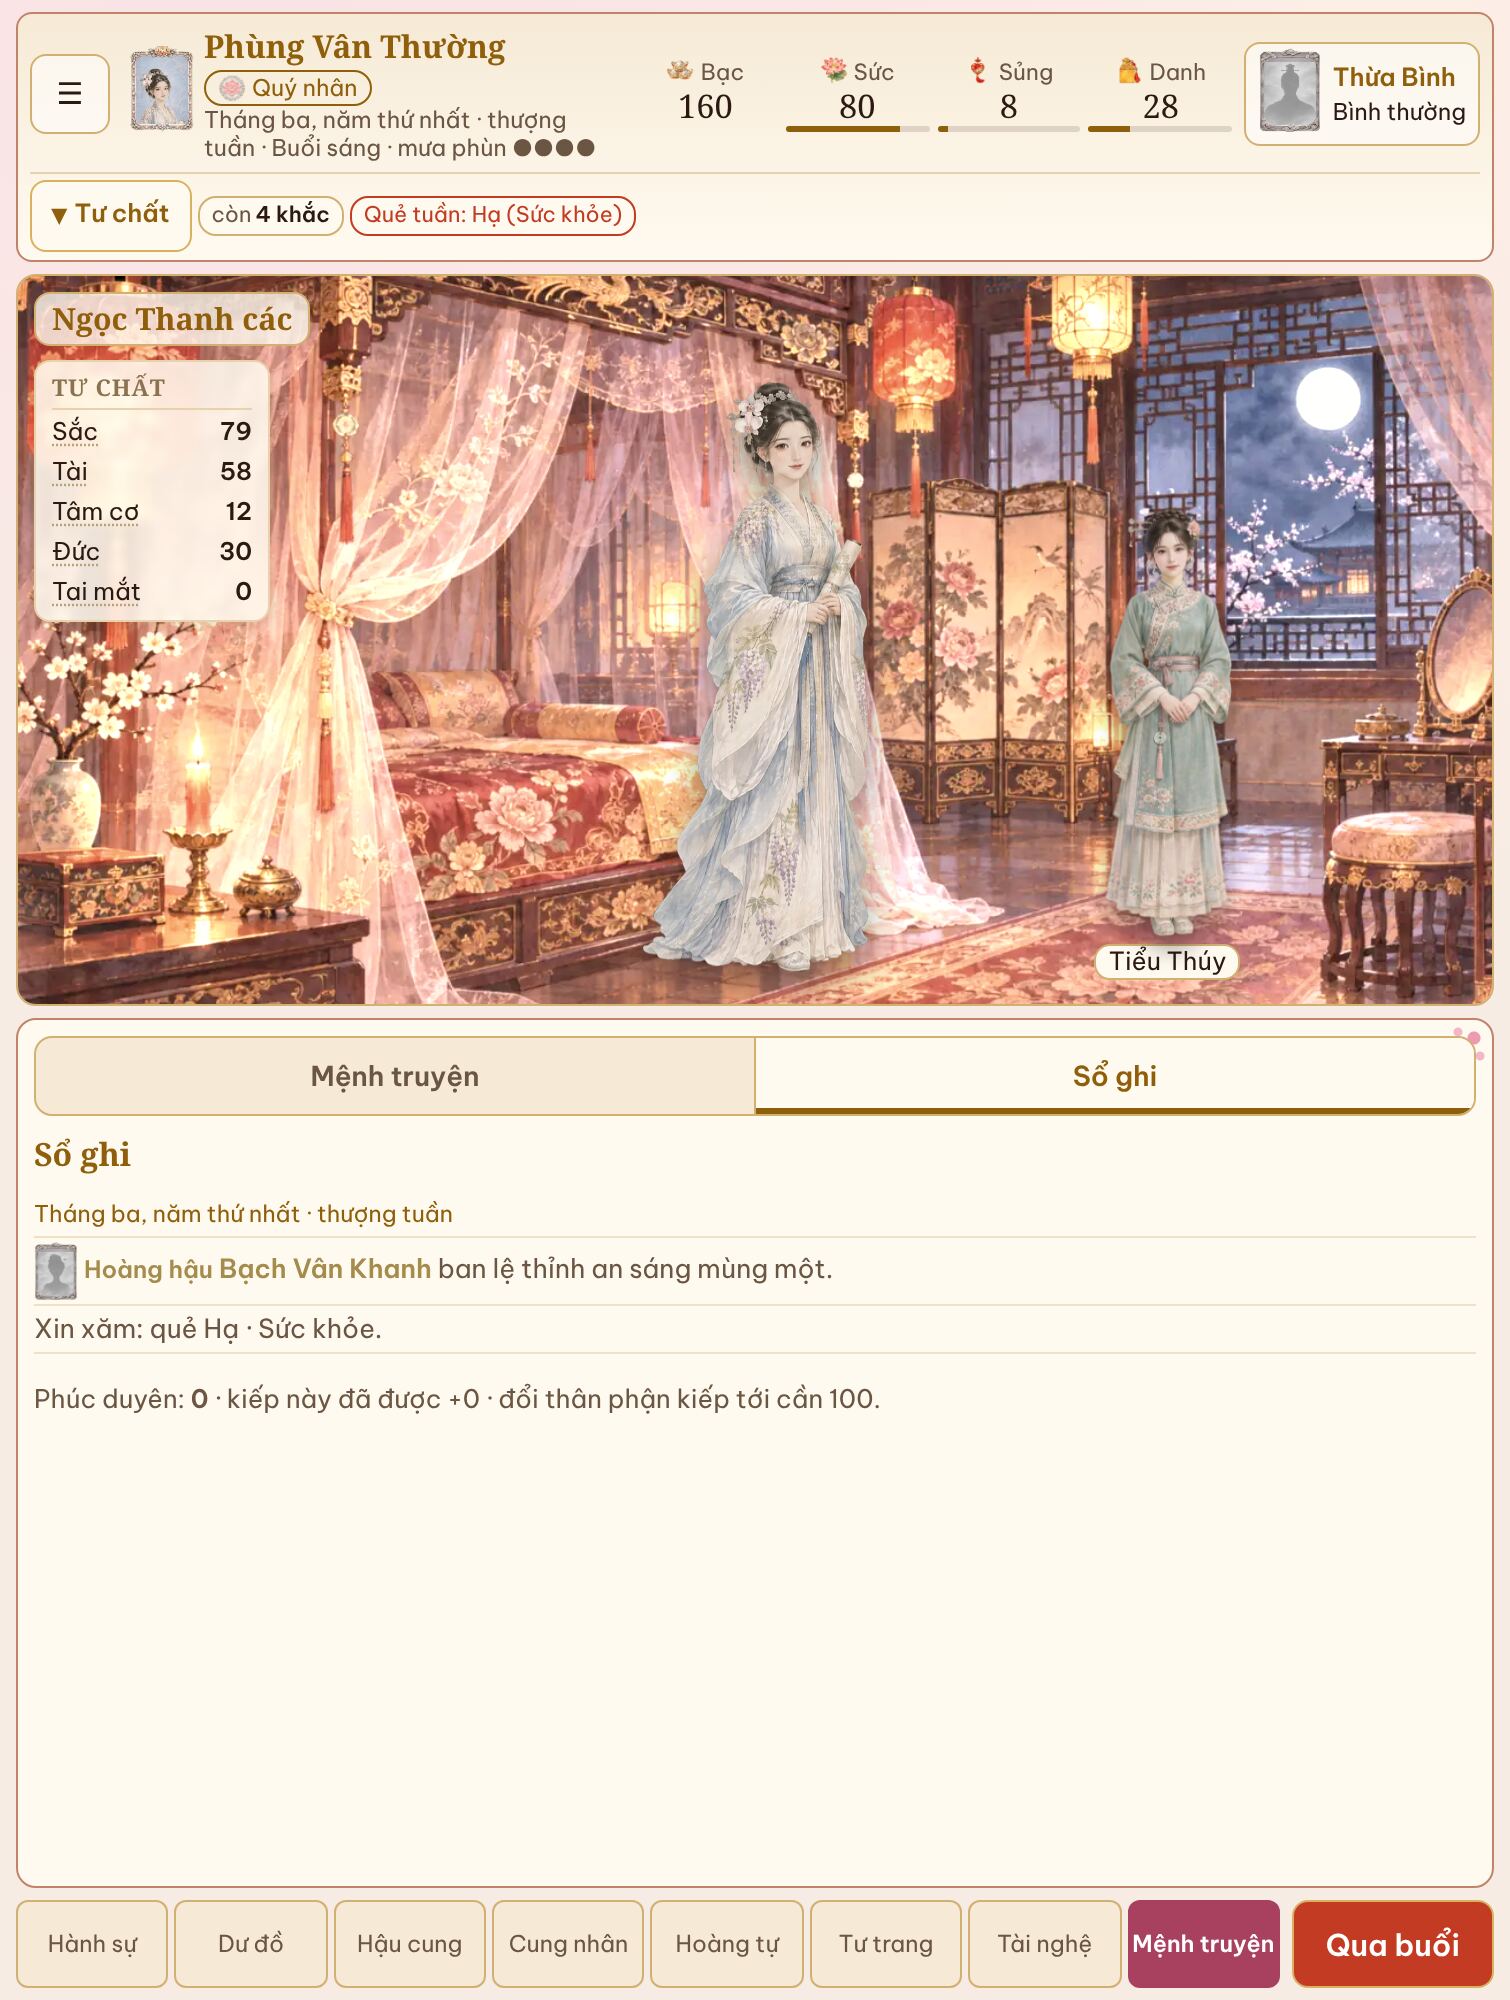 ☰
Phùng Vân Thường
Quý nhân
Tháng ba, năm thứ nhất · thượng
tuần · Buổi sáng · mưa phùn ●●●●
Bạc
160
Sức
80
Sủng
8
Danh
28
Thừa Bình
Bình thường
▼ Tư chất
còn 4 khắc
Quẻ tuần: Hạ (Sức khỏe)
Ngọc Thanh các
TƯ CHẤT
Sắc 79
Tài 58
Tâm cơ 12
Đức 30
Tai mắt 0
Tiểu Thúy
Mệnh truyện
Sổ ghi
Sổ ghi
Tháng ba, năm thứ nhất · thượng tuần
Hoàng hậu Bạch Vân Khanh ban lệ thỉnh an sáng mùng một.
Xin xăm: quẻ Hạ · Sức khỏe.
Phúc duyên: 0 · kiếp này đã được +0 · đổi thân phận kiếp tới cần 100.
Hành sự
Dư đồ
Hậu cung
Cung nhân
Hoàng tự
Tư trang
Tài nghệ
Mệnh truyện
Qua buổi